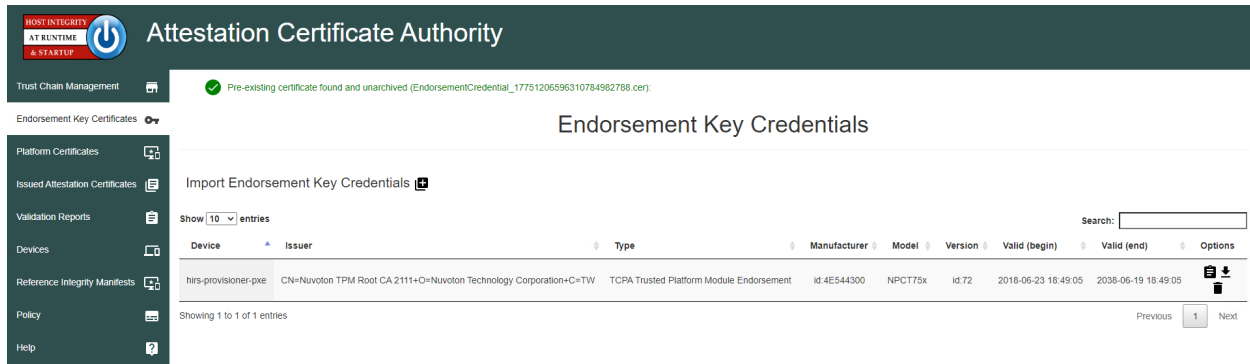 HOST INTEGRITY
AT RUNTIME
& STARTUP
Attestation Certificate Authority
Trust Chain Management
Endorsement Key Certificates
Platform Certificates
Issued Attestation Certificates
Validation Reports
Devices
Reference Integrity Manifests
Policy
Help
Pre-existing certificate found and unarchived (EndorsementCredential_17751206596310784982788.cer):
Endorsement Key Credentials
Import Endorsement Key Credentials
Show 10 entries
Search:
Device Issuer Type Manufacturer Model Version Valid (begin) Valid (end) Options
hirs-provisioner-pxe CN=Nuvoton TPM Root CA 2111+O=Nuvoton Technology Corporation+C=TW TCPA Trusted Platform Module Endorsement id:4E544300 NPCT75x id:72 2018-06-23 18:49:05 2038-06-19 18:49:05
Showing 1 to 1 of 1 entries
Previous 1 Next